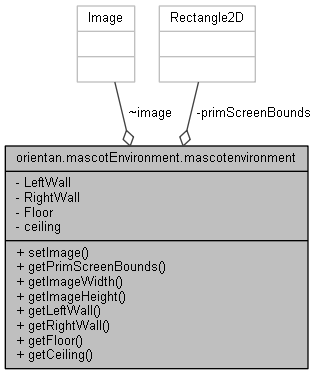 Image
Rectangle2D
~image
-primScreenBounds
orientan.mascotEnvironment.mascotenvironment
- LeftWall
- RightWall
- Floor
- ceiling
+ setImage()
+ getPrimScreenBounds()
+ getImageWidth()
+ getImageHeight()
+ getLeftWall()
+ getRightWall()
+ getFloor()
+ getCeiling()